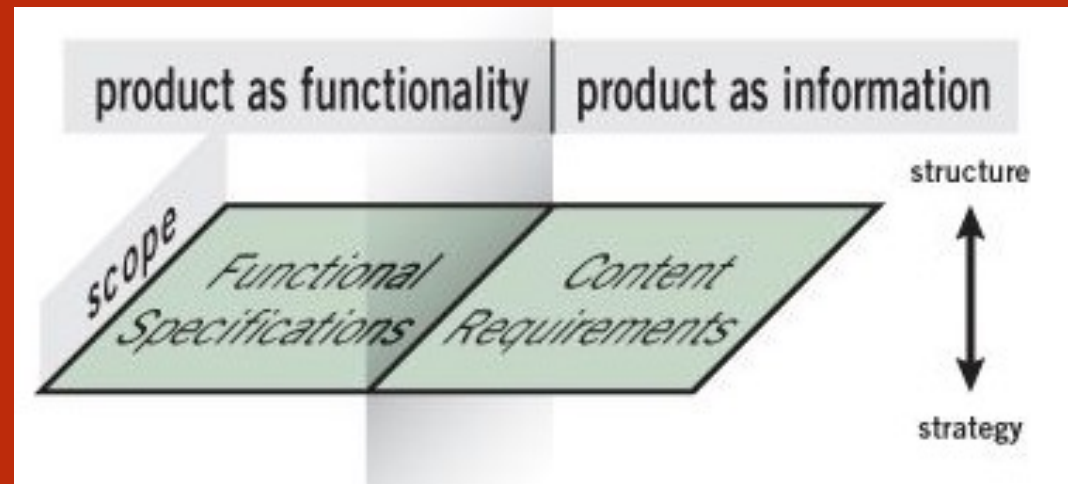 product as functionality
product as information
structure
scope
Functional
Specifications
Content
Requirements
strategy